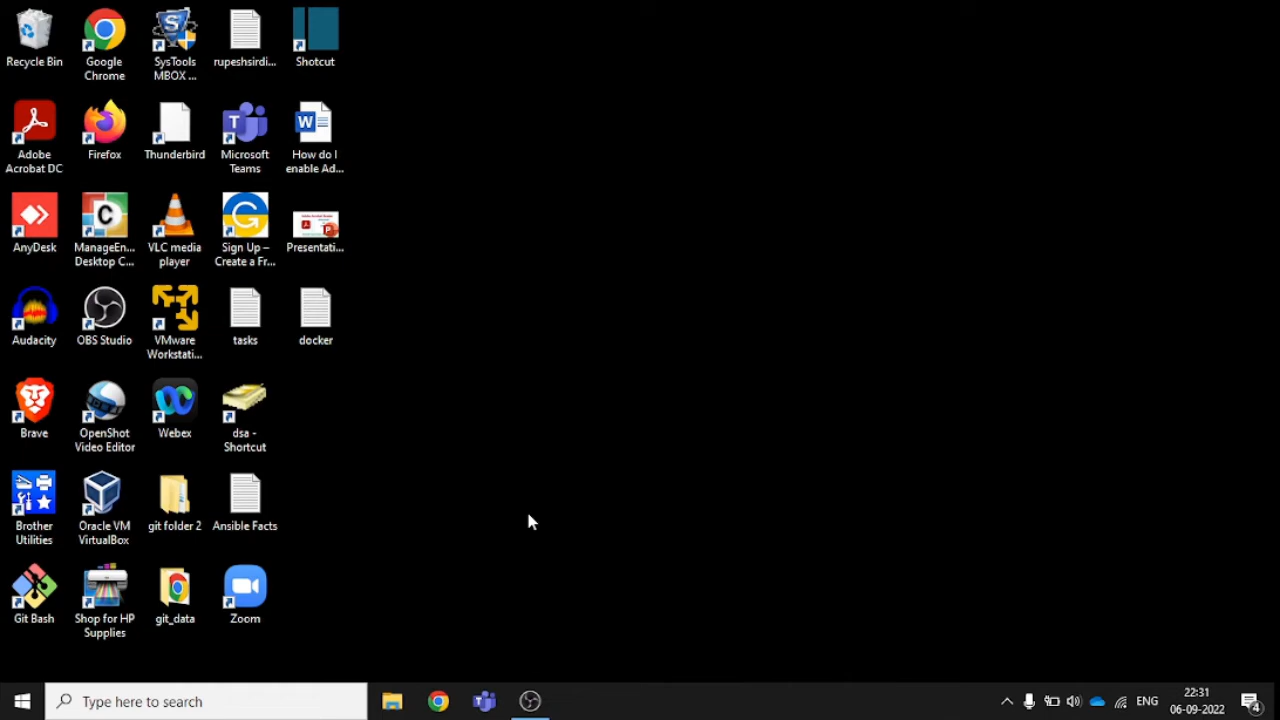 Recycle Bin
Google
Chrome
SysTools
MBOX ...
rupeshsirdi...
Shotcut
Adobe
Acrobat DC
Firefox
Thunderbird
Microsoft
Teams
How do I
enable Ad...
AnyDesk
ManageEn...
Desktop C...
VLC media
player
Sign Up –
Create a Fr...
Presentati...
Audacity
OBS Studio
VMware
Workstati...
tasks
docker
Brave
OpenShot
Video Editor
Webex
dsa -
Shortcut
Brother
Utilities
Oracle VM
VirtualBox
git folder 2
Ansible Facts
Git Bash
Shop for HP
Supplies
git_data
Zoom
Type here to search
ENG
22:31
06-09-2022
4